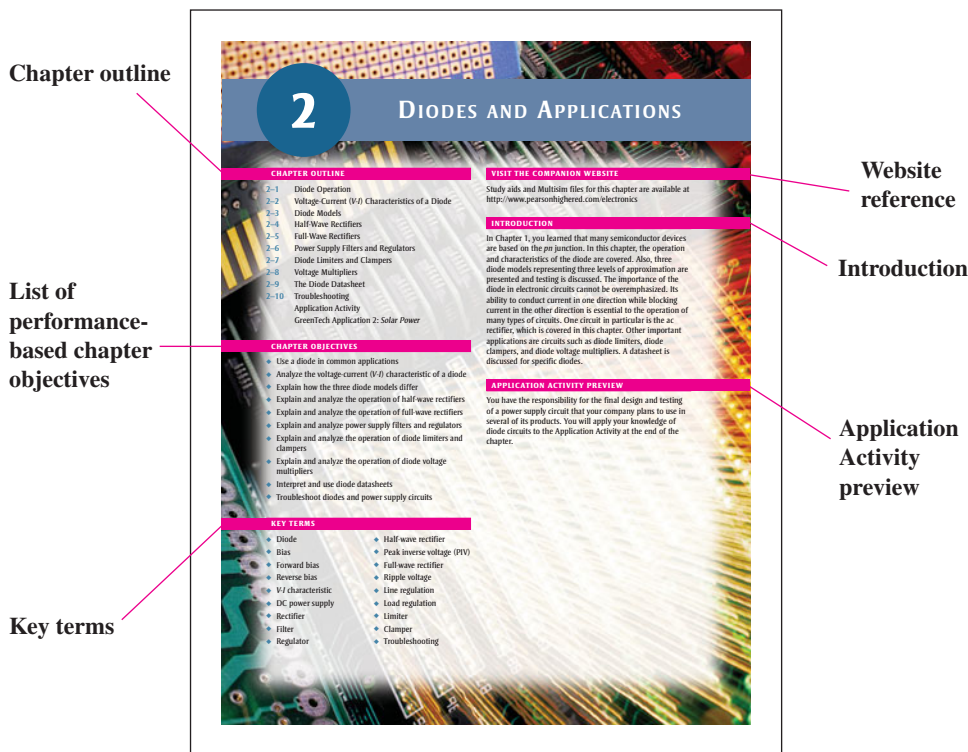 Chapter outline
List of
performance-
based chapter
objectives
Key terms
2
DIODES AND APPLICATIONS
CHAPTER OUTLINE
2–1 Diode Operation
2–2 Voltage-Current (V-I) Characteristics of a Diode
2–3 Diode Models
2–4 Half-Wave Rectifiers
2–5 Full-Wave Rectifiers
2–6 Power Supply Filters and Regulators
2–7 Diode Limiters and Clampers
2–8 Voltage Multipliers
2–9 The Diode Datasheet
2–10 Troubleshooting
Application Activity
GreenTech Application 2: Solar Power
CHAPTER OBJECTIVES
◆ Use a diode in common applications
◆ Analyze the voltage-current (V-I) characteristic of a diode
◆ Explain how the three diode models differ
◆ Explain and analyze the operation of half-wave rectifiers
◆ Explain and analyze the operation of full-wave rectifiers
◆ Explain and analyze power supply filters and regulators
◆ Explain and analyze the operation of diode limiters and
clampers
◆ Explain and analyze the operation of diode voltage
multipliers
◆ Interpret and use diode datasheets
◆ Troubleshoot diodes and power supply circuits
KEY TERMS
◆ Diode
◆ Bias
◆ Forward bias
◆ Reverse bias
◆ V-I characteristic
◆ DC power supply
◆ Rectifier
◆ Filter
◆ Regulator
◆ Half-wave rectifier
◆ Peak inverse voltage (PIV)
◆ Full-wave rectifier
◆ Ripple voltage
◆ Line regulation
◆ Load regulation
◆ Limiter
◆ Clamper
◆ Troubleshooting
VISIT THE COMPANION WEBSITE
Study aids and Multisim files for this chapter are available at
http://www.pearsonhighered.com/electronics
INTRODUCTION
In Chapter 1, you learned that many semiconductor devices
are based on the pn junction. In this chapter, the operation
and characteristics of the diode are covered. Also, three
diode models representing three levels of approximation are
presented and testing is discussed. The importance of the
diode in electronic circuits cannot be overemphasized. Its
ability to conduct current in one direction while blocking
current in the other direction is essential to the operation of
many types of circuits. One circuit in particular is the ac
rectifier, which is covered in this chapter. Other important
applications are circuits such as diode limiters, diode
clampers, and diode voltage multipliers. A datasheet is
discussed for specific diodes.
APPLICATION ACTIVITY PREVIEW
You have the responsibility for the final design and testing
of a power supply circuit that your company plans to use in
several of its products. You will apply your knowledge of
diode circuits to the Application Activity at the end of the
chapter.
Website
reference
Introduction
Application
Activity
preview